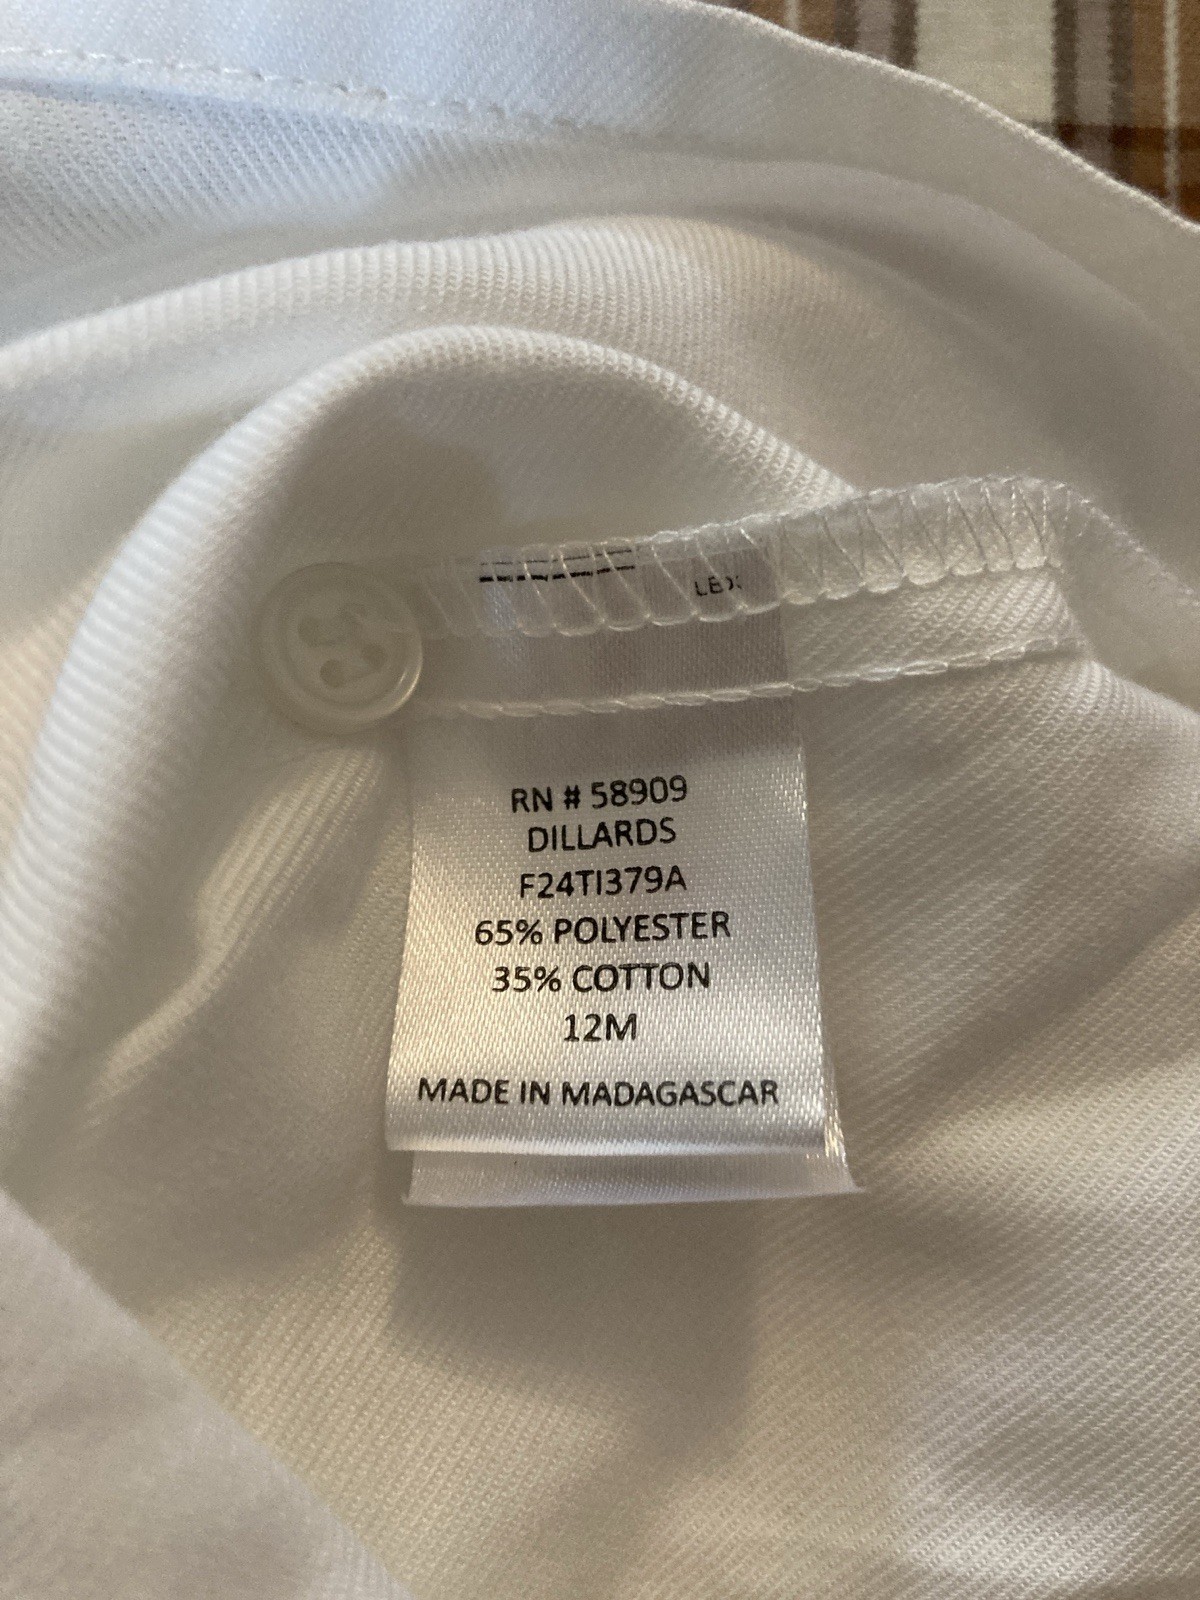 RN # 58909
DILLARDS
F24TI379A
65% POLYESTER
35% COTTON
12M
MADE IN MADAGASCAR